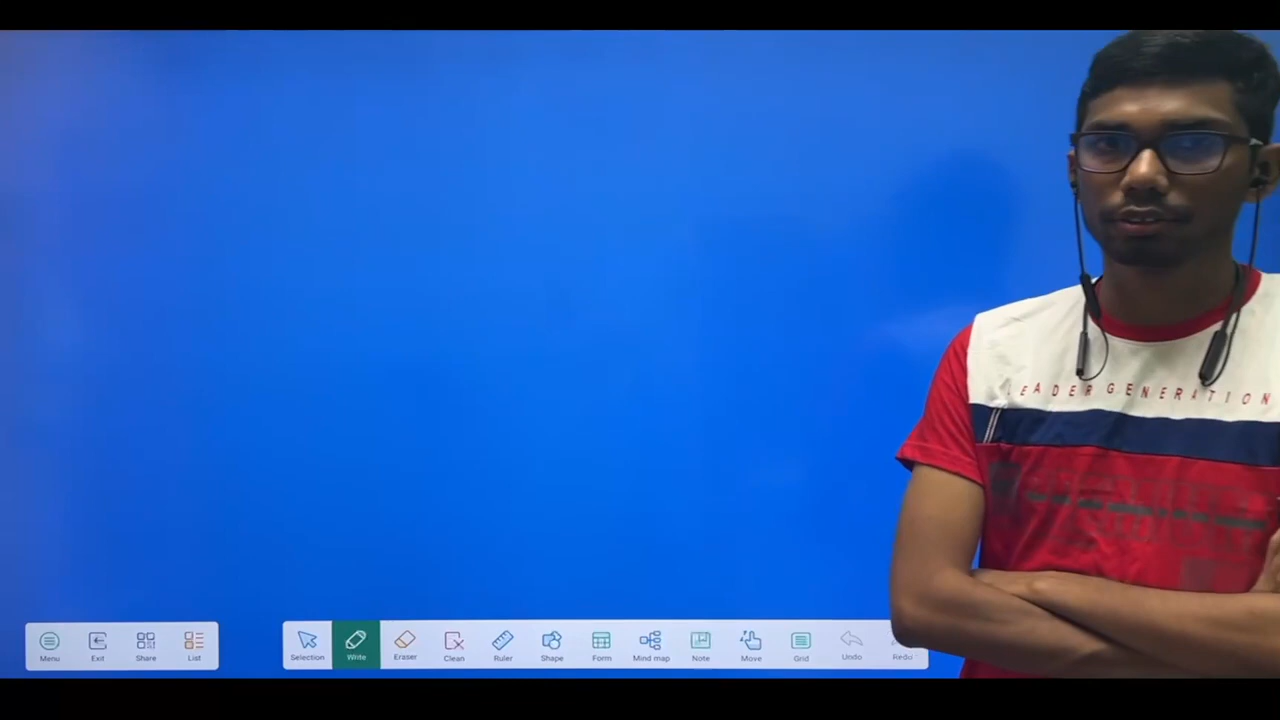 LEADER GENERATION
Menu Exit Share List Selection Write Eraser Clean Ruler Shape Form Mind map Note Move Grid Undo Redo